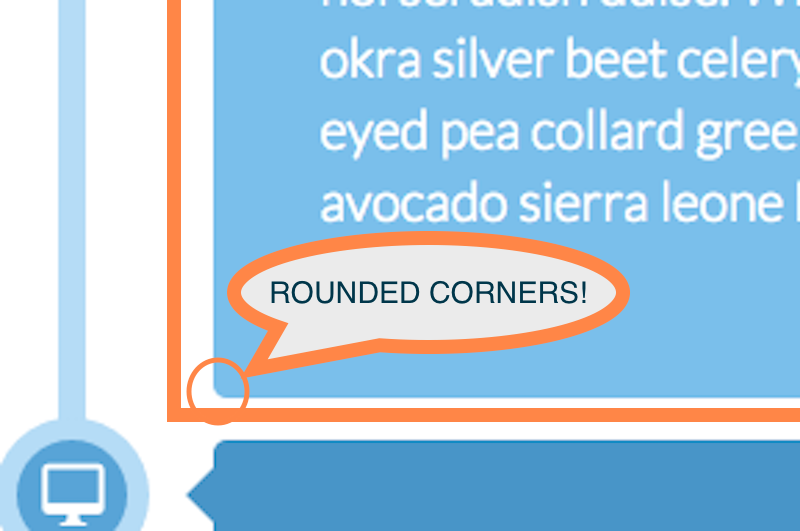 okra silver beet celery
eyed pea collard gree
avocado sierra leone
ROUNDED CORNERS!